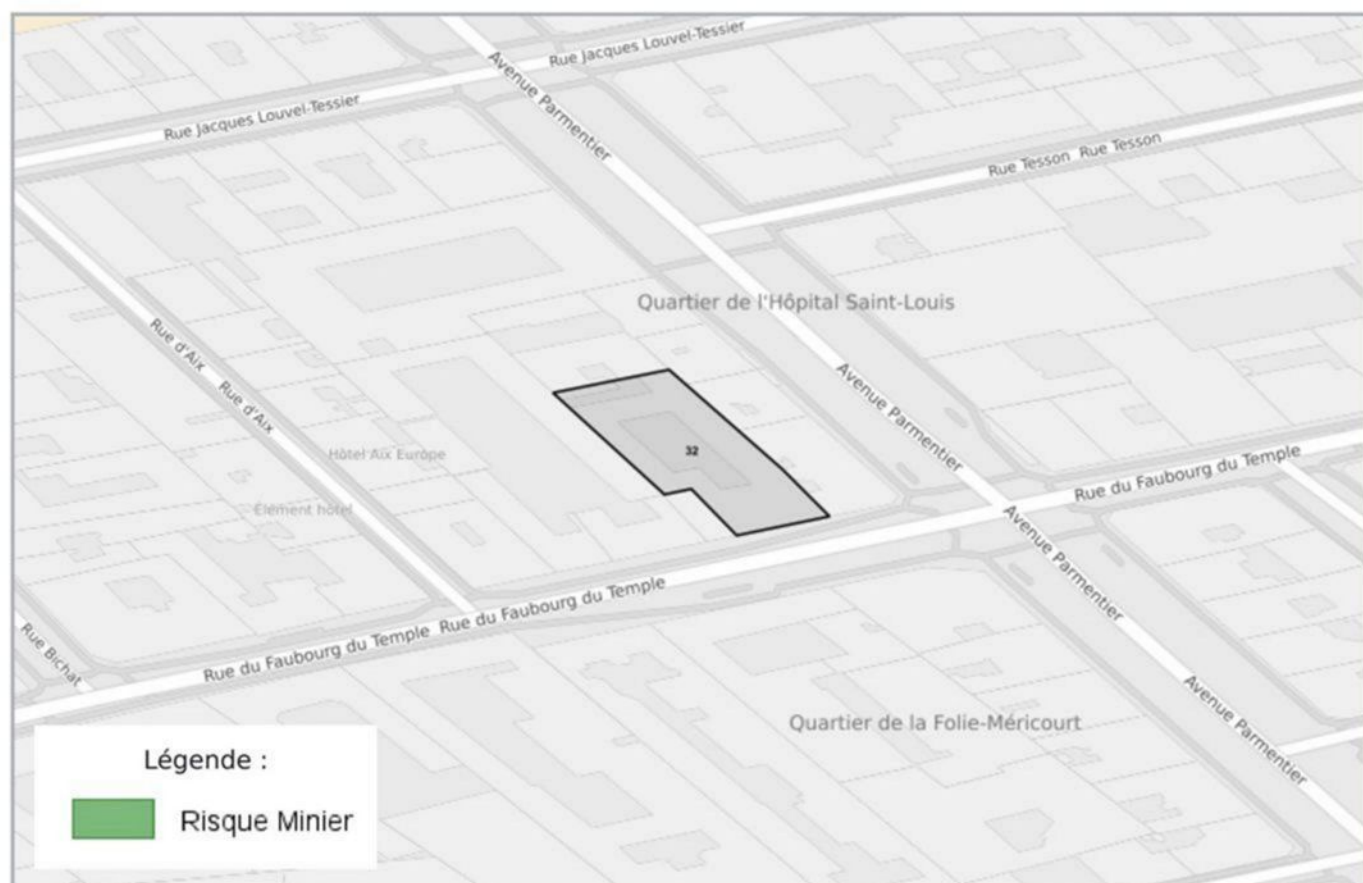 Rue Jacques Louvel-Tessier
Rue Jacques Louvel-Tessier
Avenue Parmentier
Rue Tesson Rue Tesson
Quartier de l'Hôpital Saint-Louis
Rue d'Aix
Rue d'Aix
Avenue Parmentier
32
Hôtel Aix Europe
Élément hôtel
Rue du Faubourg du Temple
Avenue Parmentier
Rue du Faubourg du Temple Rue du Faubourg du Temple
Rue Bichat
Avenue Parmentier
Quartier de la Folie-Méricourt
Légende :
Risque Minier